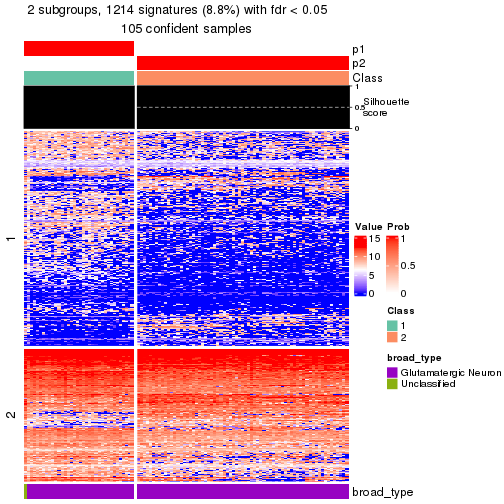 2 subgroups, 1214 signatures (8.8%) with fdr < 0.05
105 confident samples
p1
p2
Class
1
0.5
0
Silhouette
score
1
2
Value
15
10
5
0
Prob
1
0.5
0
Class
1
2
broad_type
Glutamatergic Neuron
Unclassified
broad_type